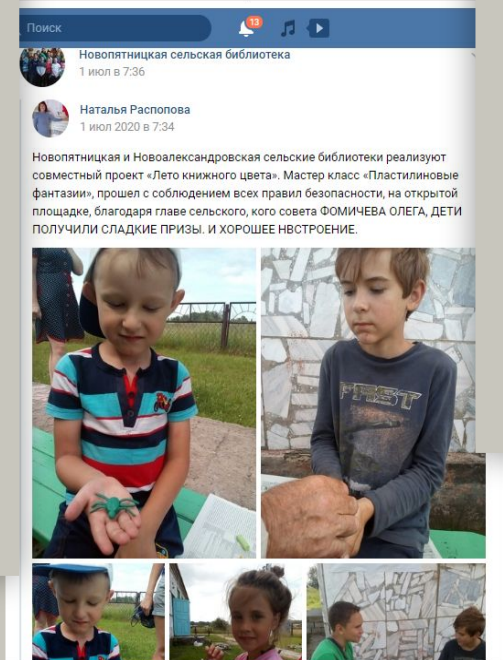 Поиск
13
Новопятницкая сельская библиотека
1 июл в 7:36
Наталья Распопова
1 июл 2020 в 7:34
Новопятницкая и Новоалександровская сельские библиотеки реализуют
совместный проект «Лето книжного цвета». Мастер класс «Пластилиновые
фантазии», прошел с соблюдением всех правил безопасности, на открытой
площадке, благодаря главе сельского, кого совета ФОМИЧЕВА ОЛЕГА, ДЕТИ
ПОЛУЧИЛИ СЛАДКИЕ ПРИЗЫ. И ХОРОШЕЕ НВСТРОЕНИЕ.